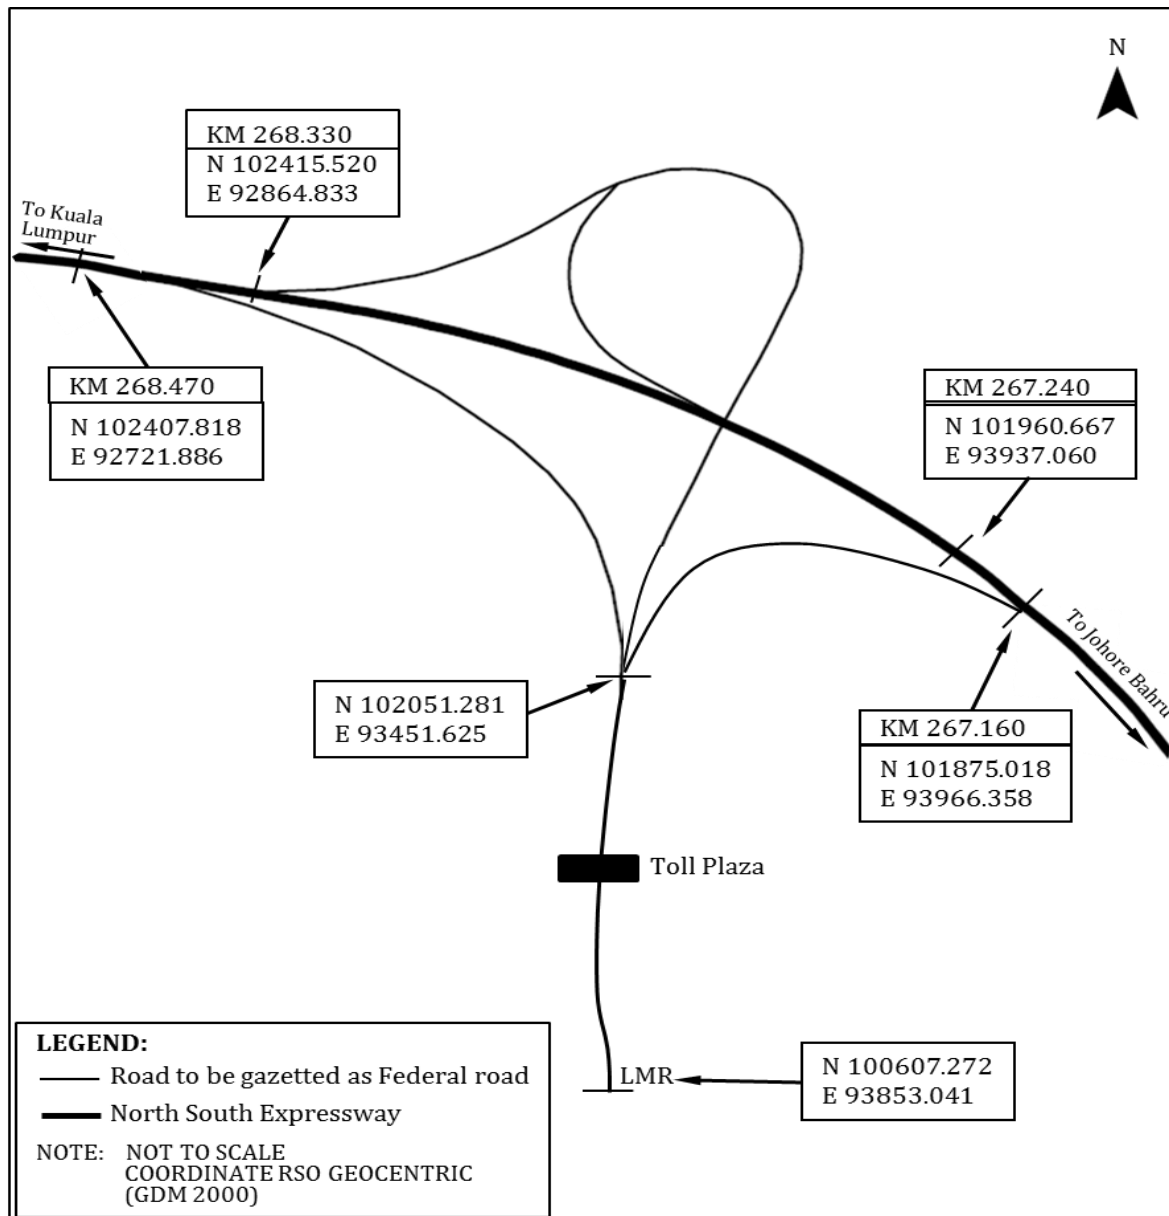 N
KM 268.330
N 102415.520
E 92864.833
To Kuala
Lumpur
KM 268.470
N 102407.818
E 92721.886
KM 267.240
N 101960.667
E 93937.060
To Johore Bahru
N 102051.281
E 93451.625
KM 267.160
N 101875.018
E 93966.358
Toll Plaza
LMR
N 100607.272
E 93853.041
LEGEND:
Road to be gazetted as Federal road
North South Expressway
NOTE: NOT TO SCALE
COORDINATE RSO GEOCENTRIC
(GDM 2000)